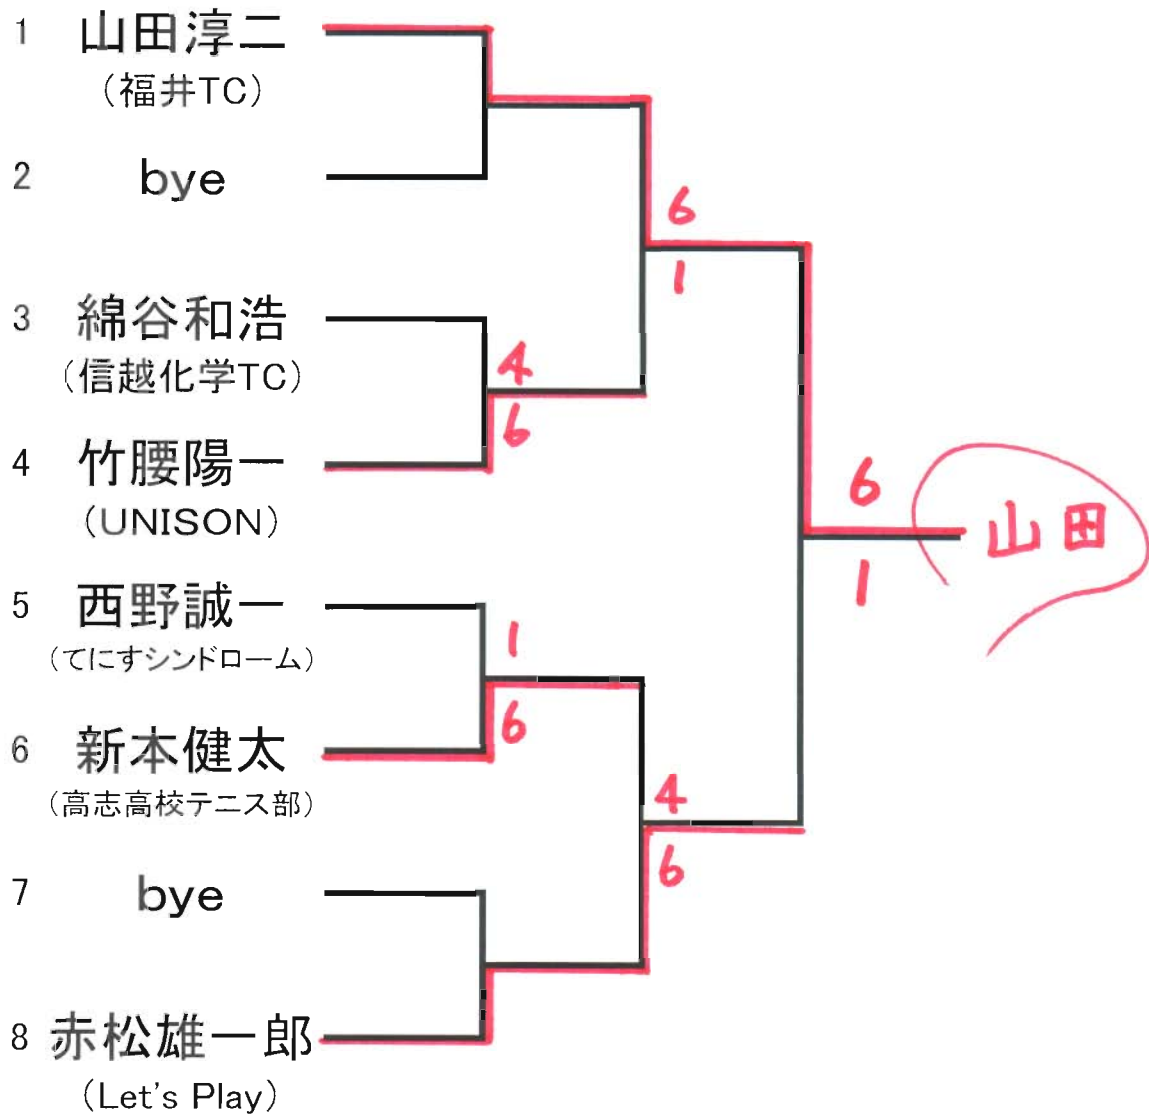 1 山田淳二
（福井TC）
2 bye
6
1
3 綿谷和浩
（信越化学TC）
4
6
4 竹腰陽一
（UNISON）
6
1
山田
5 西野誠一
（てにすシンドローム）
1
6
6 新本健太
（高志高校テニス部）
4
6
7 bye
8 赤松雄一郎
（Let's Play）